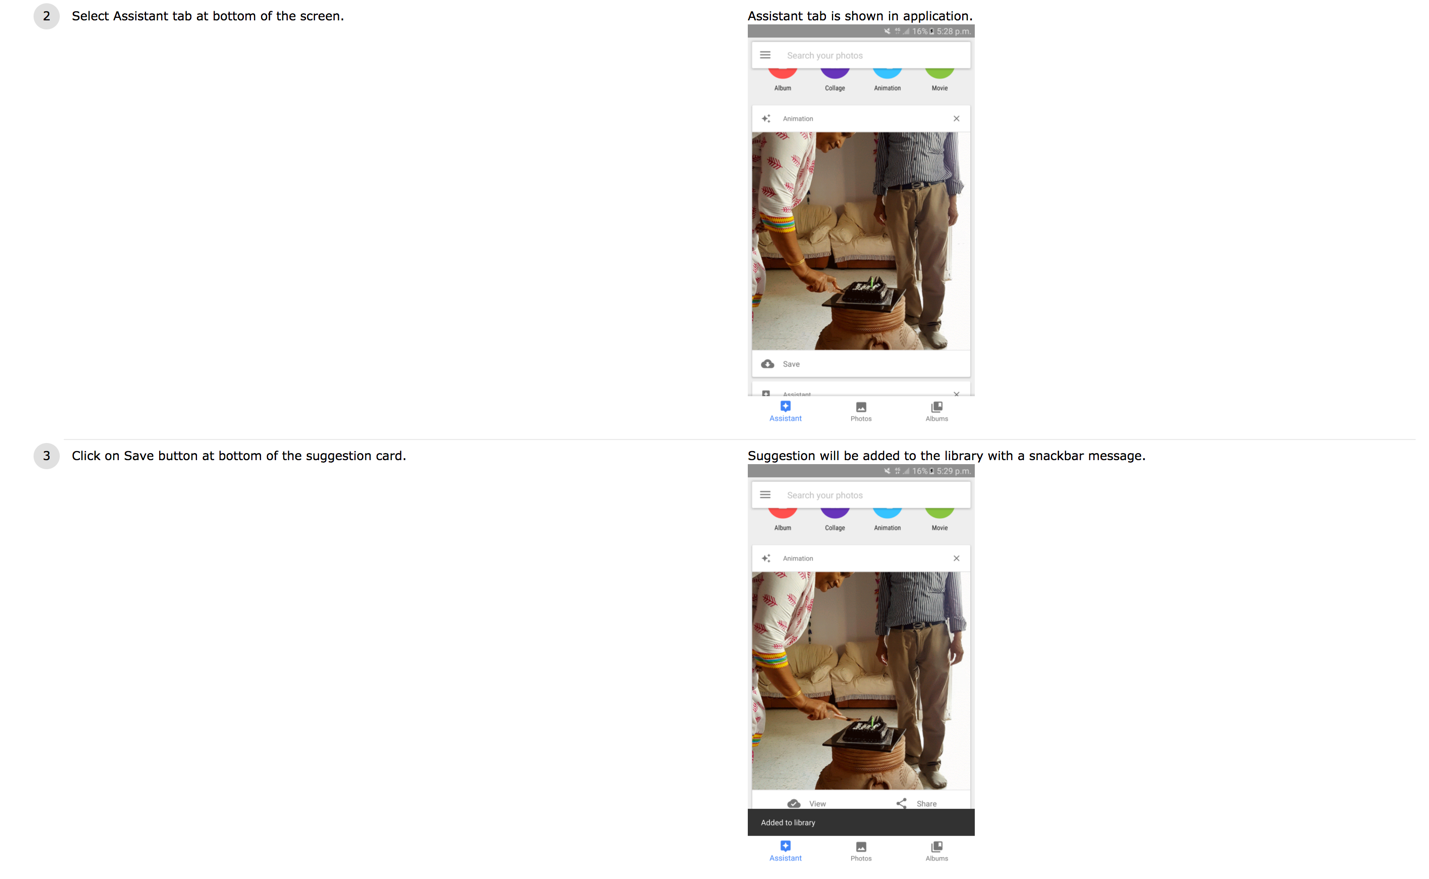 2 Select Assistant tab at bottom of the screen.
Assistant tab is shown in application.
16% 5:28 p.m.
Search your photos
Album Collage Animation Movie
Animation
Save
Assistant
Assistant Photos Albums
3 Click on Save button at bottom of the suggestion card.
Suggestion will be added to the library with a snackbar message.
16% 5:29 p.m.
Search your photos
Album Collage Animation Movie
Animation
View Share
Added to library
Assistant Photos Albums